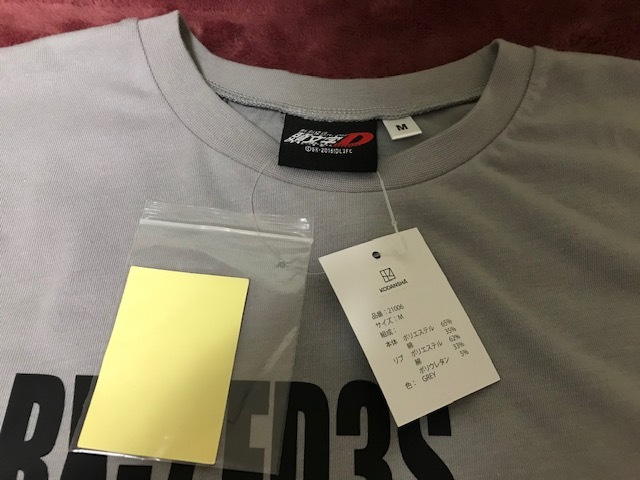 頭文字D
M
KODANSHA
品番：21006
サイズ：M
組成：
本体 ポリエステル 65%
綿 35%
リブ ポリエステル 62%
綿 33%
ポリウレタン 5%
色： GREY